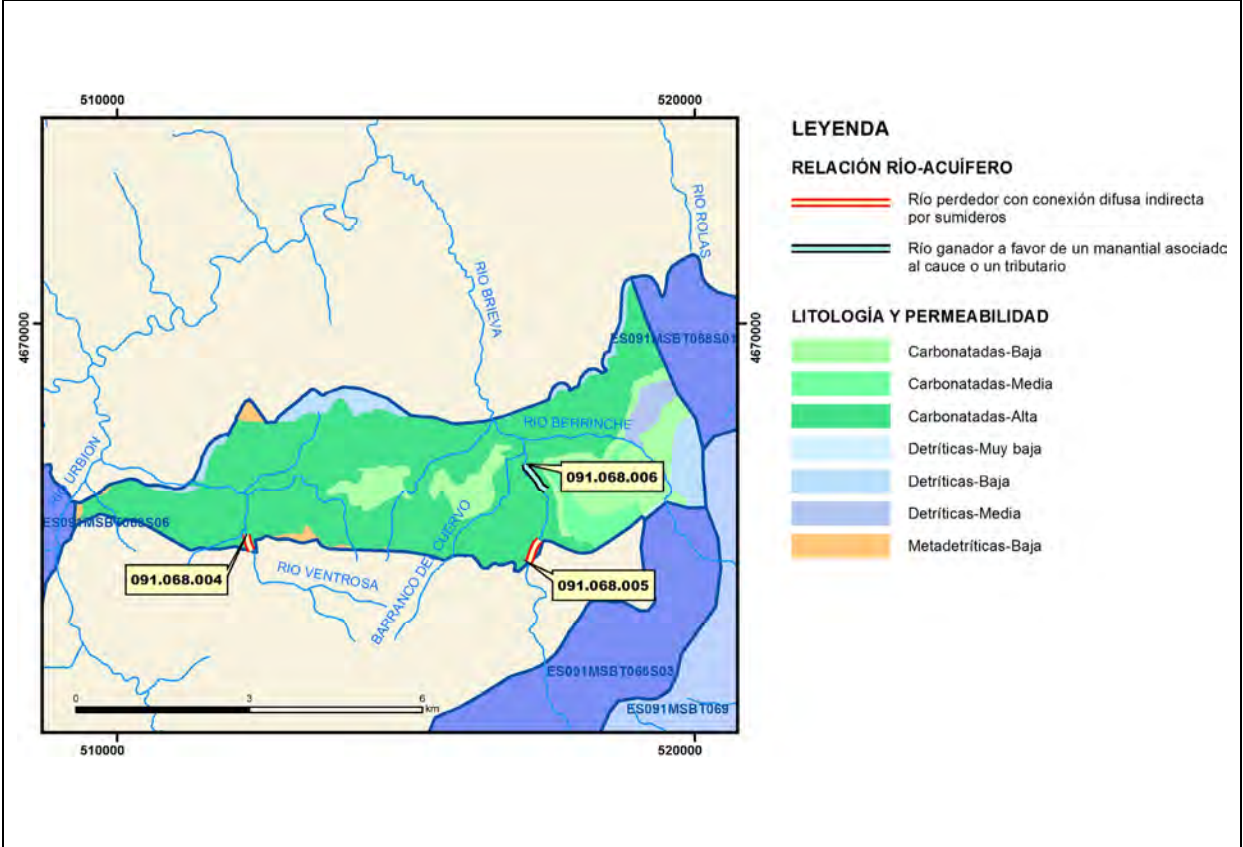 510000
520000
4670000
4670000
RIO ROLAS
RIO BRIEVA
ES091MSBT068S01
RIO BERRINCHE
RIO URBION
091.068.006
BARRANCO DEL CUERVO
091.068.004
RIO VENTROSA
091.068.005
ES091MSBT069
0
3
6
km
510000
520000
LEYENDA
RELACIÓN RÍO-ACUÍFERO
Río perdedor con conexión difusa indirecta
por sumideros
Río ganador a favor de un manantial asociado
al cauce o un tributario
LITOLOGÍA Y PERMEABILIDAD
Carbonatadas-Baja
Carbonatadas-Media
Carbonatadas-Alta
Detríticas-Muy baja
Detríticas-Baja
Detríticas-Media
Metadetríticas-Baja